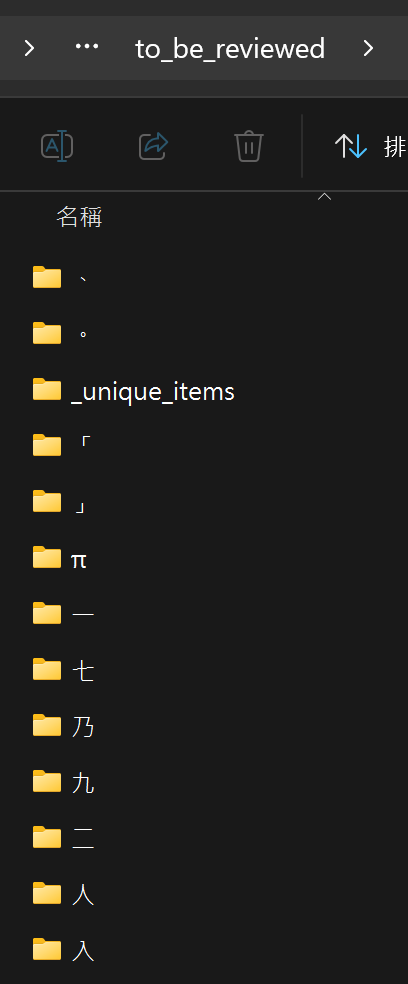 to_be_reviewed
排
名稱
、
。
_unique_items
「
」
π
一
七
乃
九
二
人
入